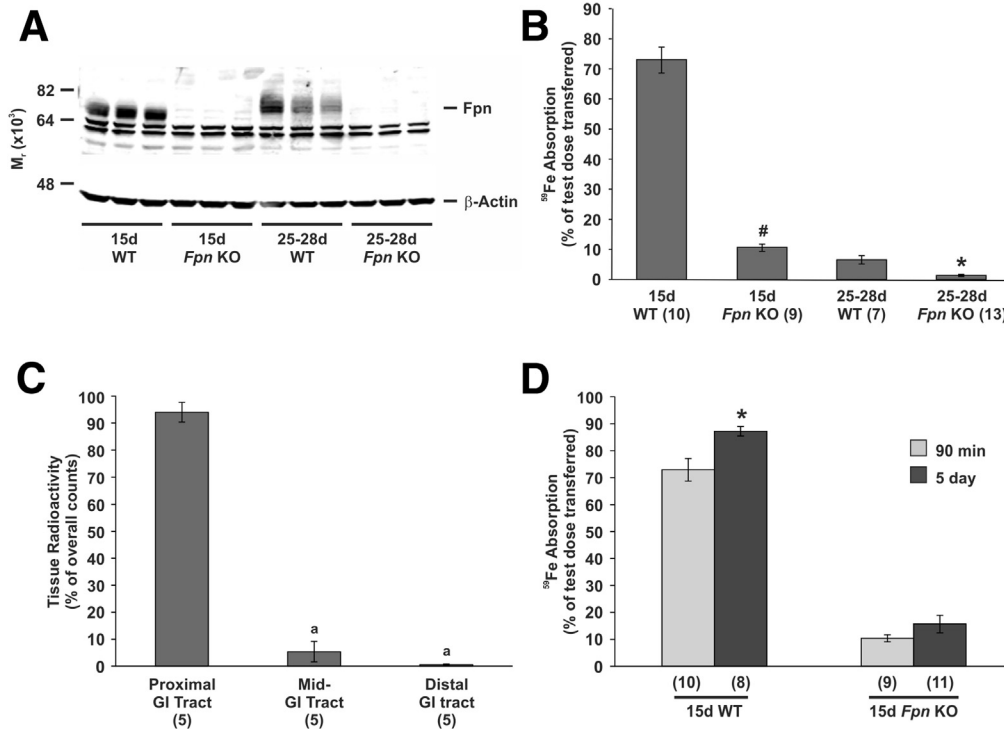 A
82
64
48
Mr (x10³)
Fpn
β-Actin
15d
WT
15d
Fpn KO
25-28d
WT
25-28d
Fpn KO
B
⁵⁹Fe Absorption
(% of test dose transferred)
90
80
70
60
50
40
30
20
10
0
#
*
15d
WT (10)
15d
Fpn KO (9)
25-28d
WT (7)
25-28d
Fpn KO (13)
C
Tissue Radioactivity
(% of overall counts)
100
90
80
70
60
50
40
30
20
10
0
a
a
Proximal
GI Tract
(5)
Mid-
GI Tract
(5)
Distal
GI tract
(5)
D
⁵⁹Fe Absorption
(% of test dose transferred)
100
90
80
70
60
50
40
30
20
10
0
*
90 min
5 day
(10) (8)
15d WT
(9) (11)
15d Fpn KO